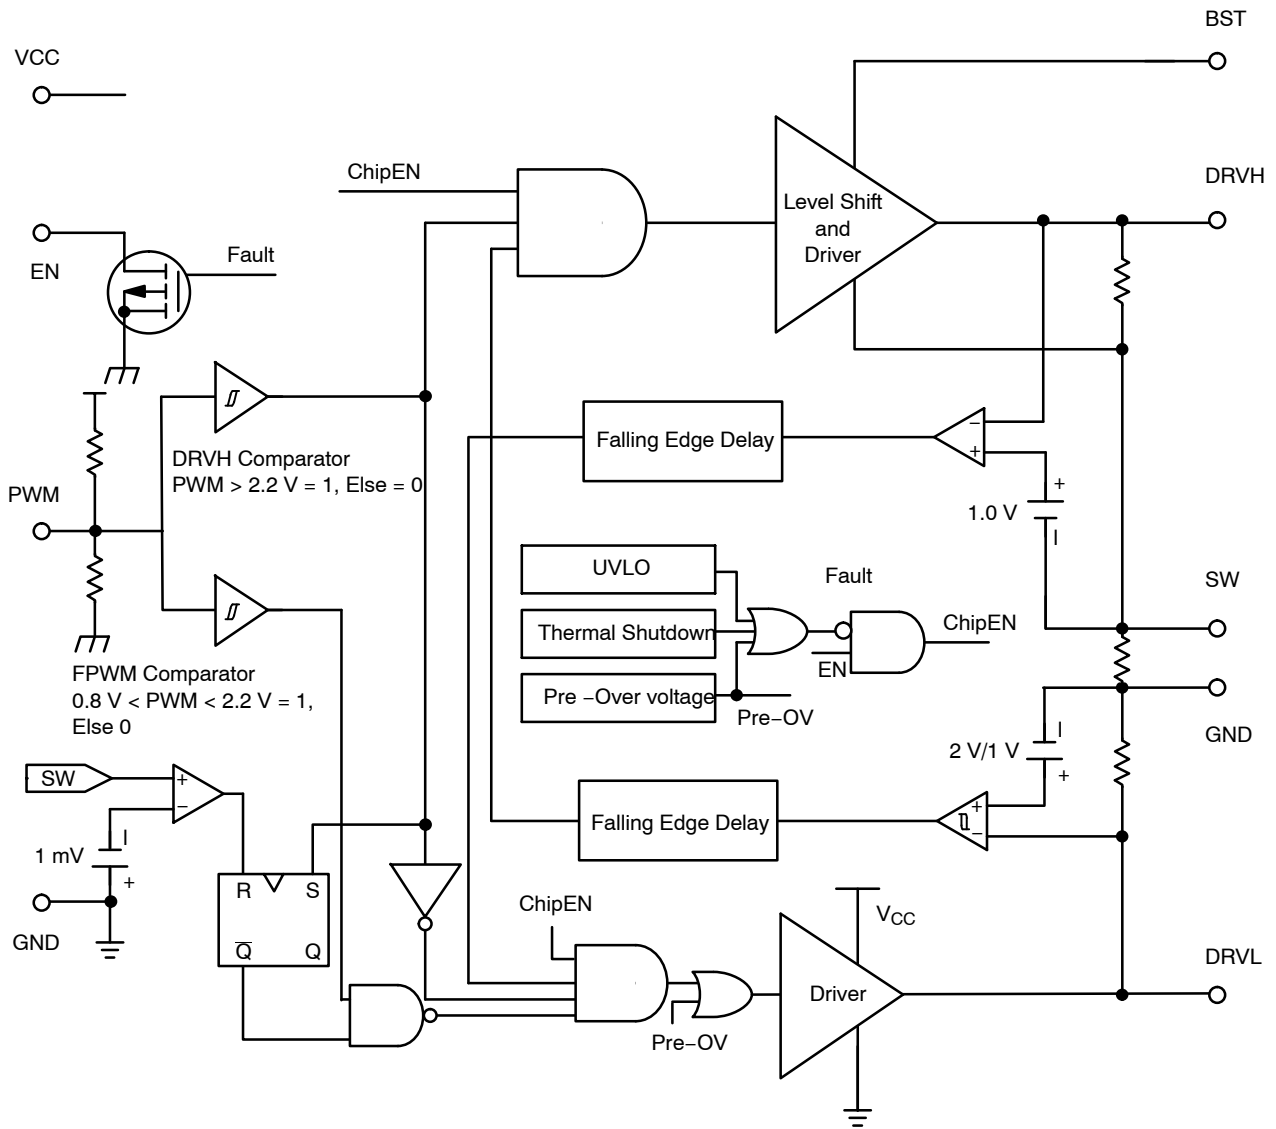 BST
VCC
DRVH
ChipEN
Level Shift
and
Driver
EN
Fault
DRVH Comparator
PWM > 2.2 V = 1, Else = 0
Falling Edge Delay
−
+
+
1.0 V
PWM
UVLO
Fault
SW
Thermal Shutdown
ChipEN
EN
Pre −Over voltage
Pre−OV
FPWM Comparator
0.8 V < PWM < 2.2 V = 1,
Else 0
GND
2 V/1 V
+
SW
+
−
Falling Edge Delay
+
−
1 mV
+
R
S
Q̅
Q
GND
ChipEN
VCC
DRVL
Driver
Pre−OV